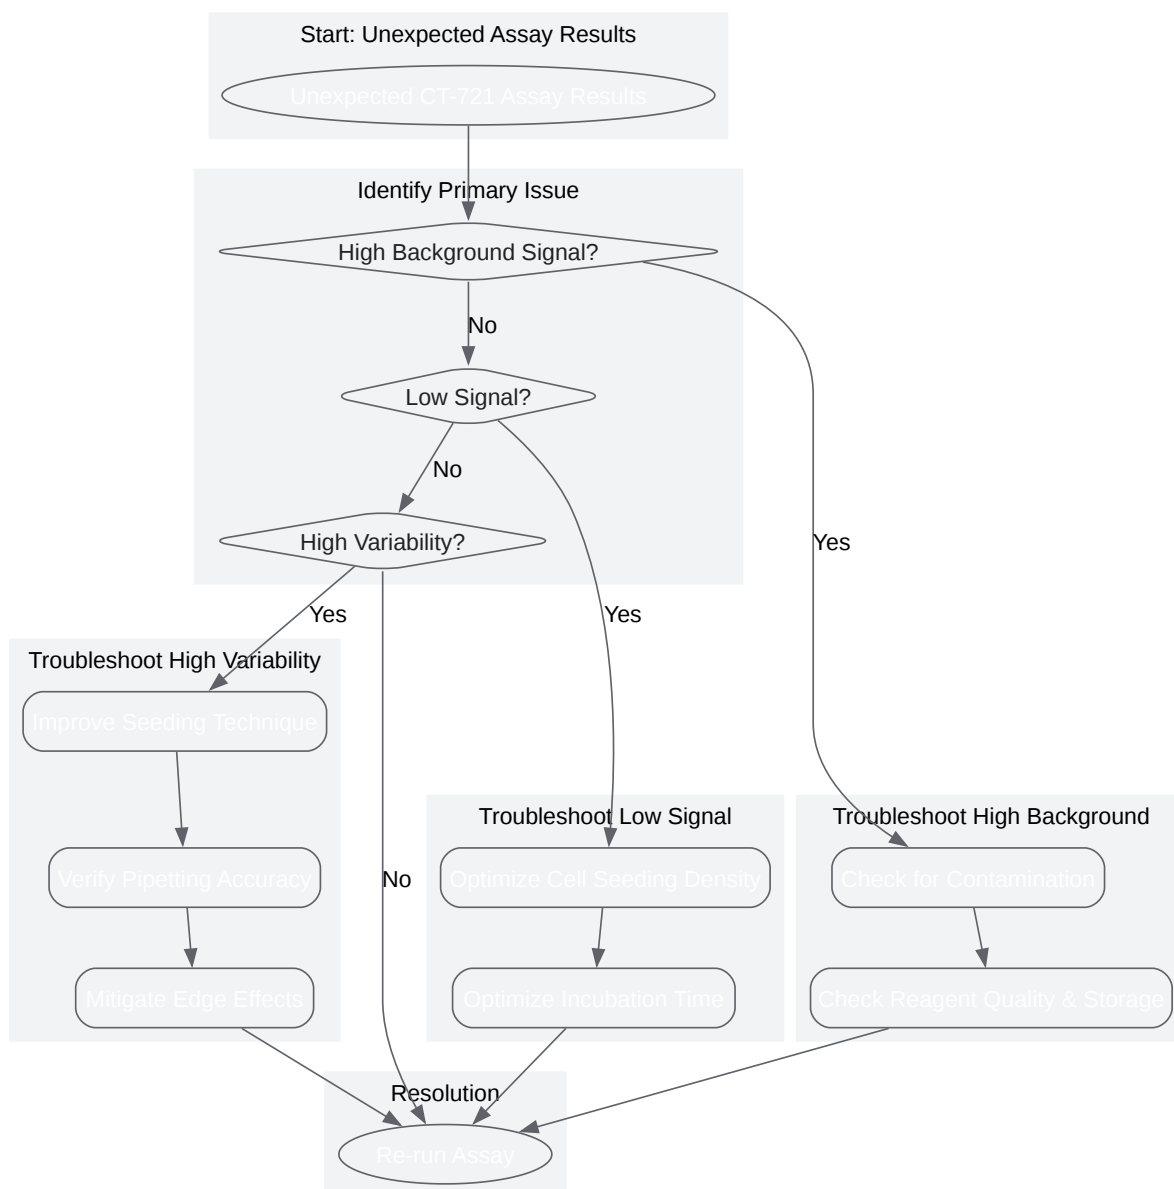 Start: Unexpected Assay Results
Unexpected CT-721 Assay Results
Identify Primary Issue
High Background Signal?
No
Low Signal?
No
High Variability?
Yes
Yes
Yes
Troubleshoot High Variability
Improve Seeding Technique
Troubleshoot Low Signal
Troubleshoot High Background
Verify Pipetting Accuracy
No
Optimize Cell Seeding Density
Check for Contamination
Mitigate Edge Effects
Optimize Incubation Time
Check Reagent Quality & Storage
Resolution
Re-run Assay